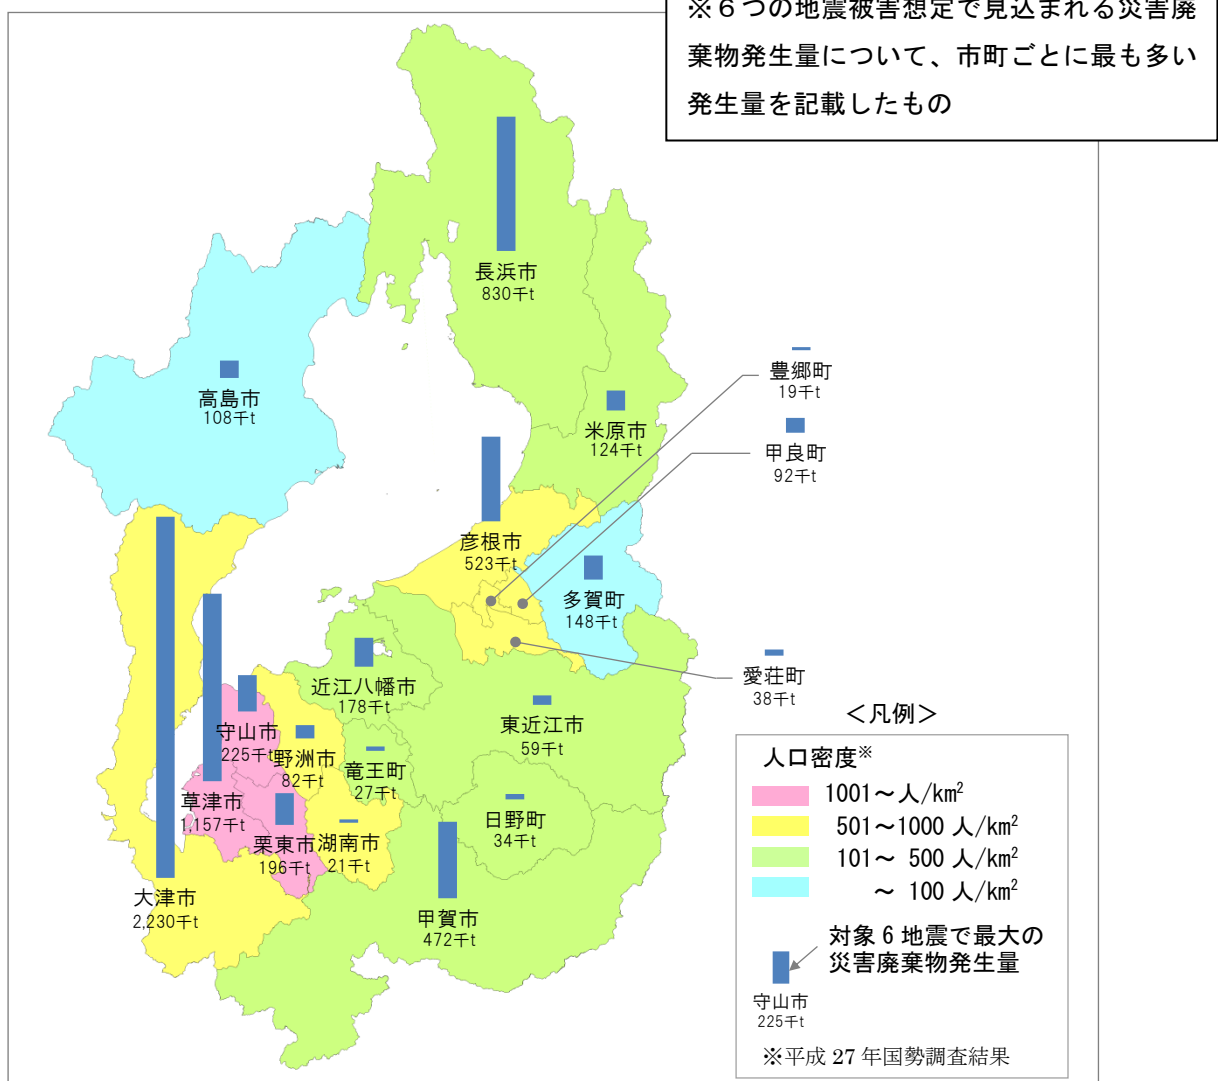 ※６つの地震被害想定で見込まれる災害廃
棄物発生量について、市町ごとに最も多い
発生量を記載したもの
長浜市
830千t
高島市
108千t
米原市
124千t
豊郷町
19千t
甲良町
92千t
彦根市
523千t
多賀町
148千t
愛荘町
38千t
近江八幡市
178千t
東近江市
59千t
守山市
225千t
野洲市
82千t
竜王町
27千t
日野町
34千t
草津市
1,157千t
栗東市
196千t
湖南市
21千t
大津市
2,230千t
甲賀市
472千t
＜凡例＞
人口密度※
1001～人/km²
501～1000 人/km²
101～ 500 人/km²
～ 100 人/km²
対象 6 地震で最大の
災害廃棄物発生量
守山市
225千t
※平成 27 年国勢調査結果